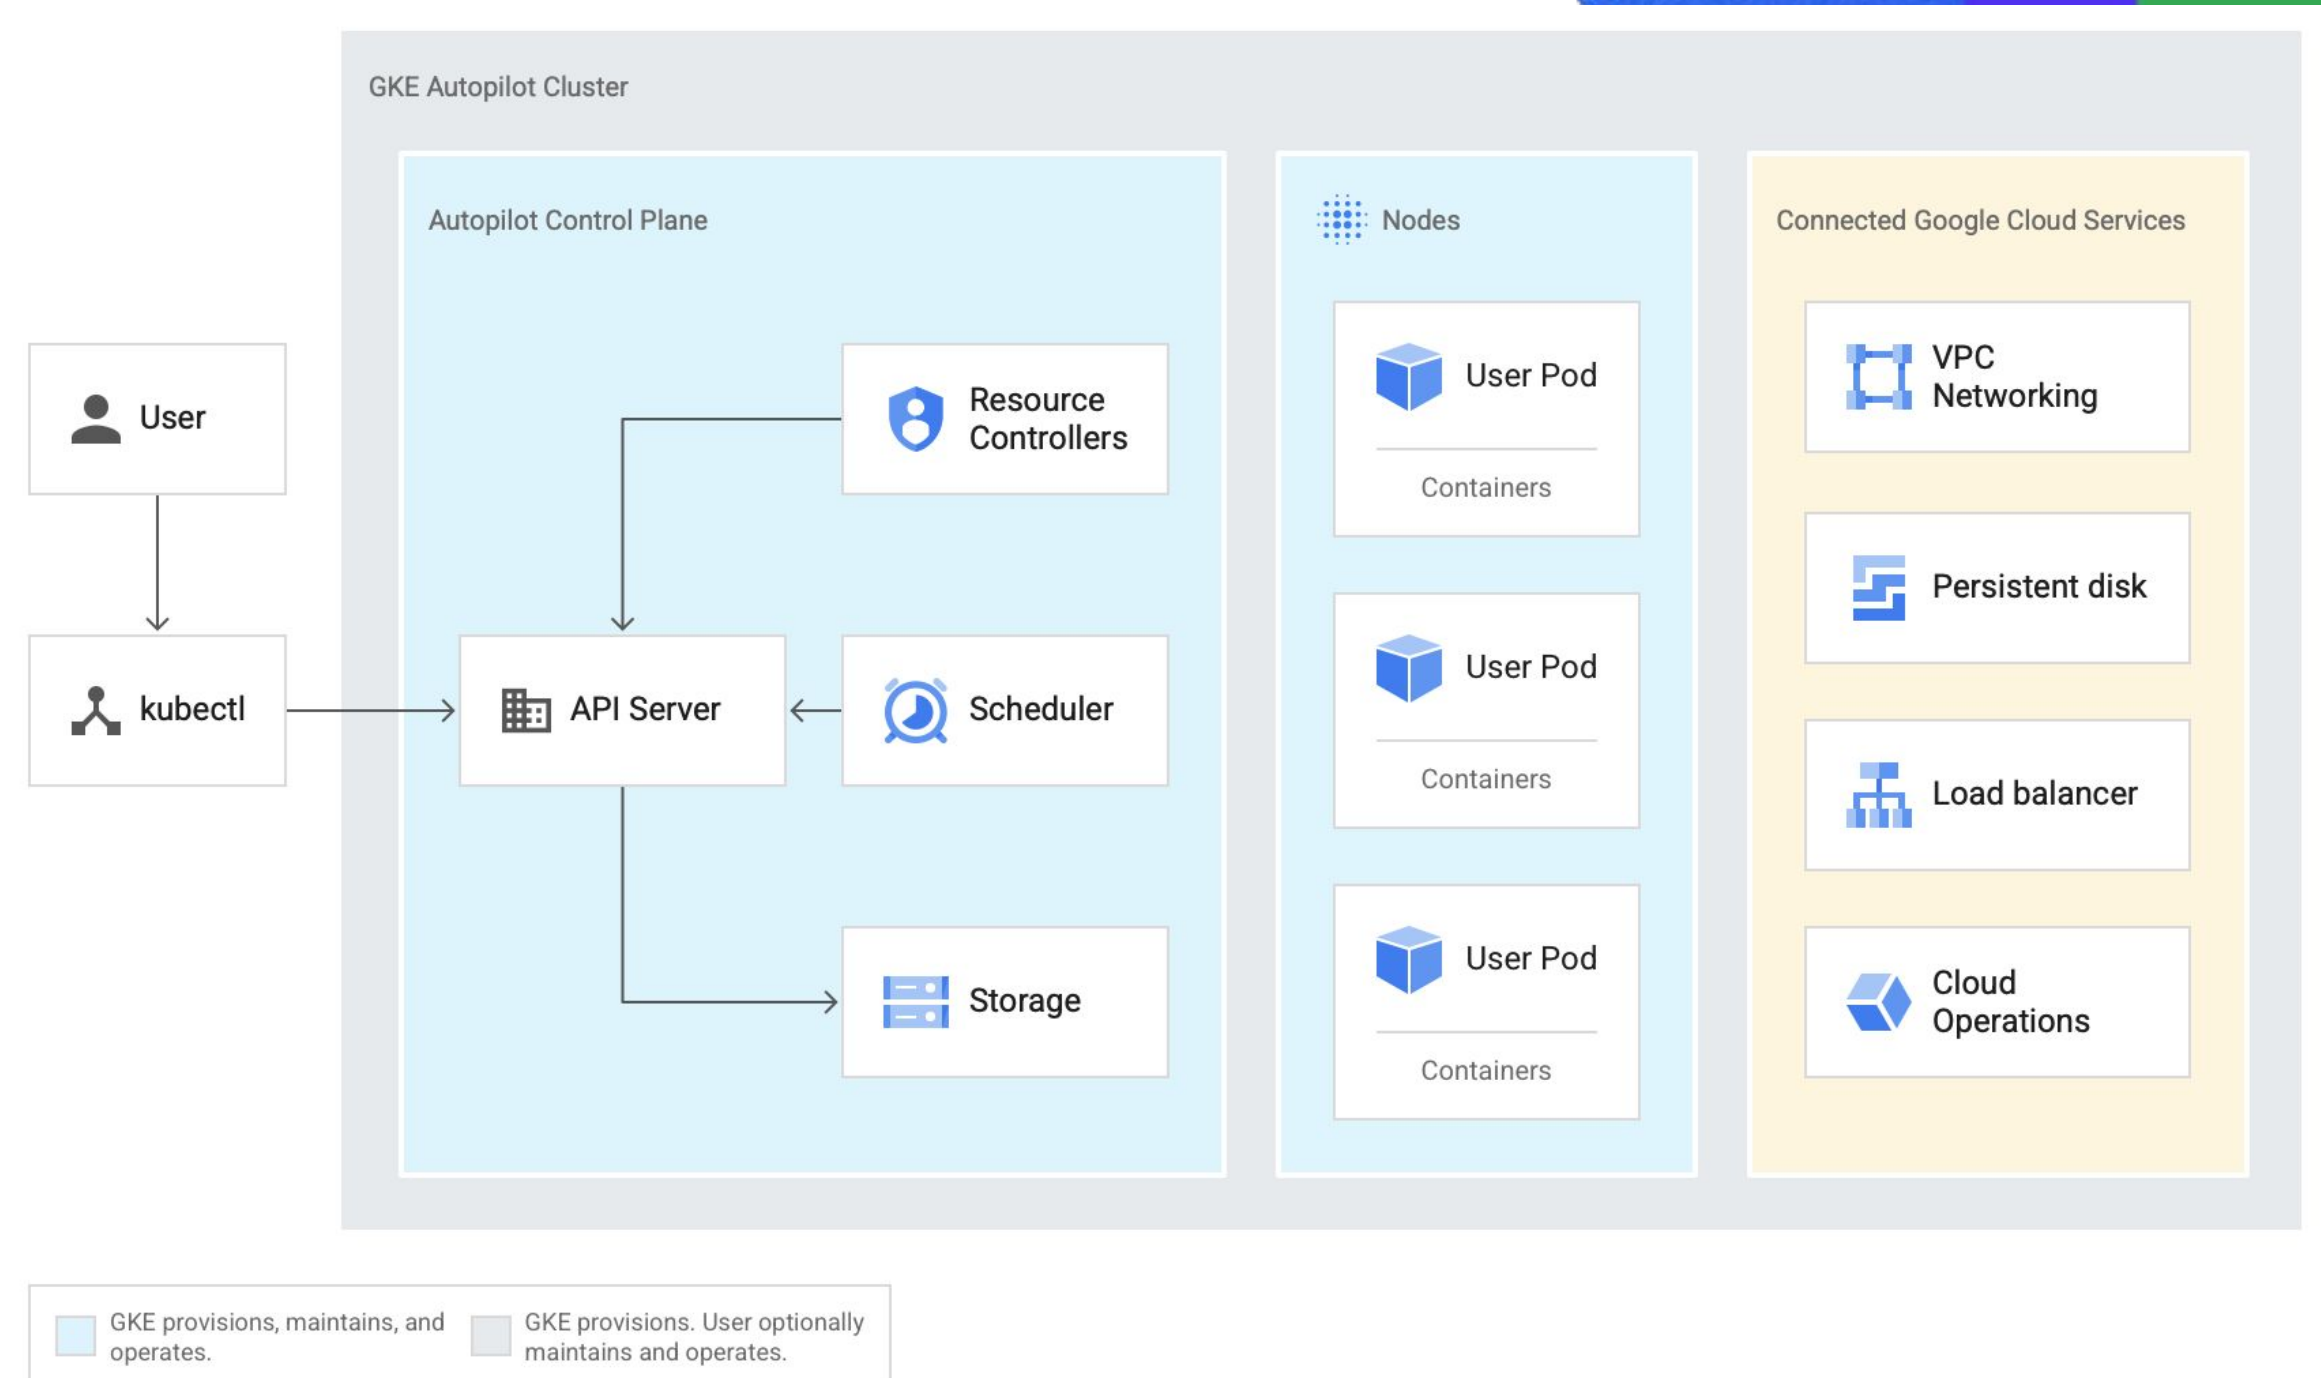 GKE Autopilot Cluster
Autopilot Control Plane
Nodes
Connected Google Cloud Services
User
kubectl
Resource
Controllers
API Server
Scheduler
Storage
User Pod
Containers
User Pod
Containers
User Pod
Containers
VPC
Networking
Persistent disk
Load balancer
Cloud
Operations
GKE provisions, maintains, and
operates.
GKE provisions. User optionally
maintains and operates.